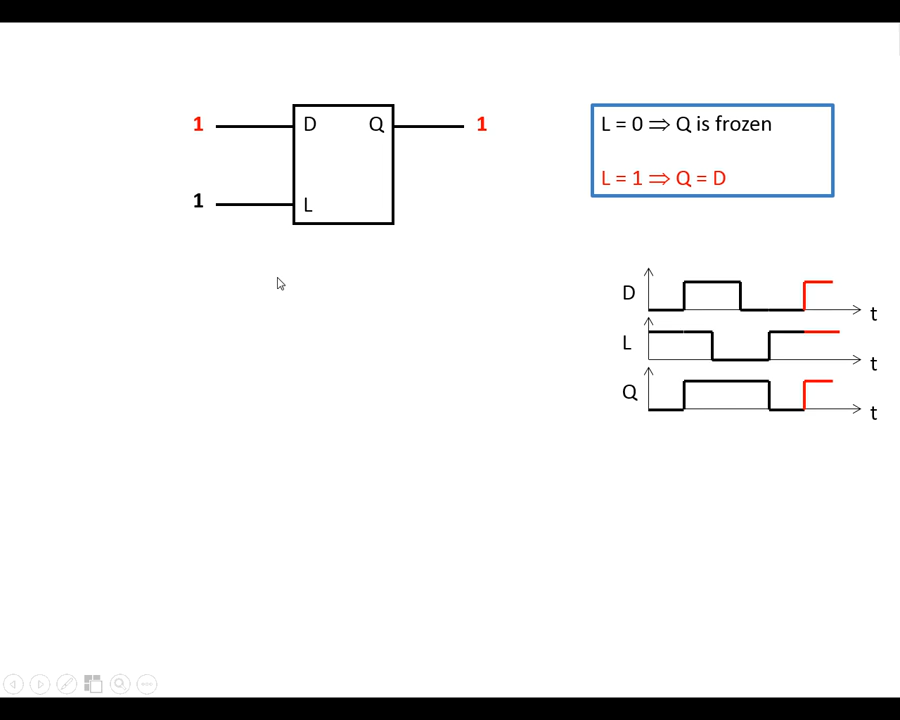 1 D Q 1
1 L
L = 0 ⇒ Q is frozen
L = 1 ⇒ Q = D
D t
L t
Q t